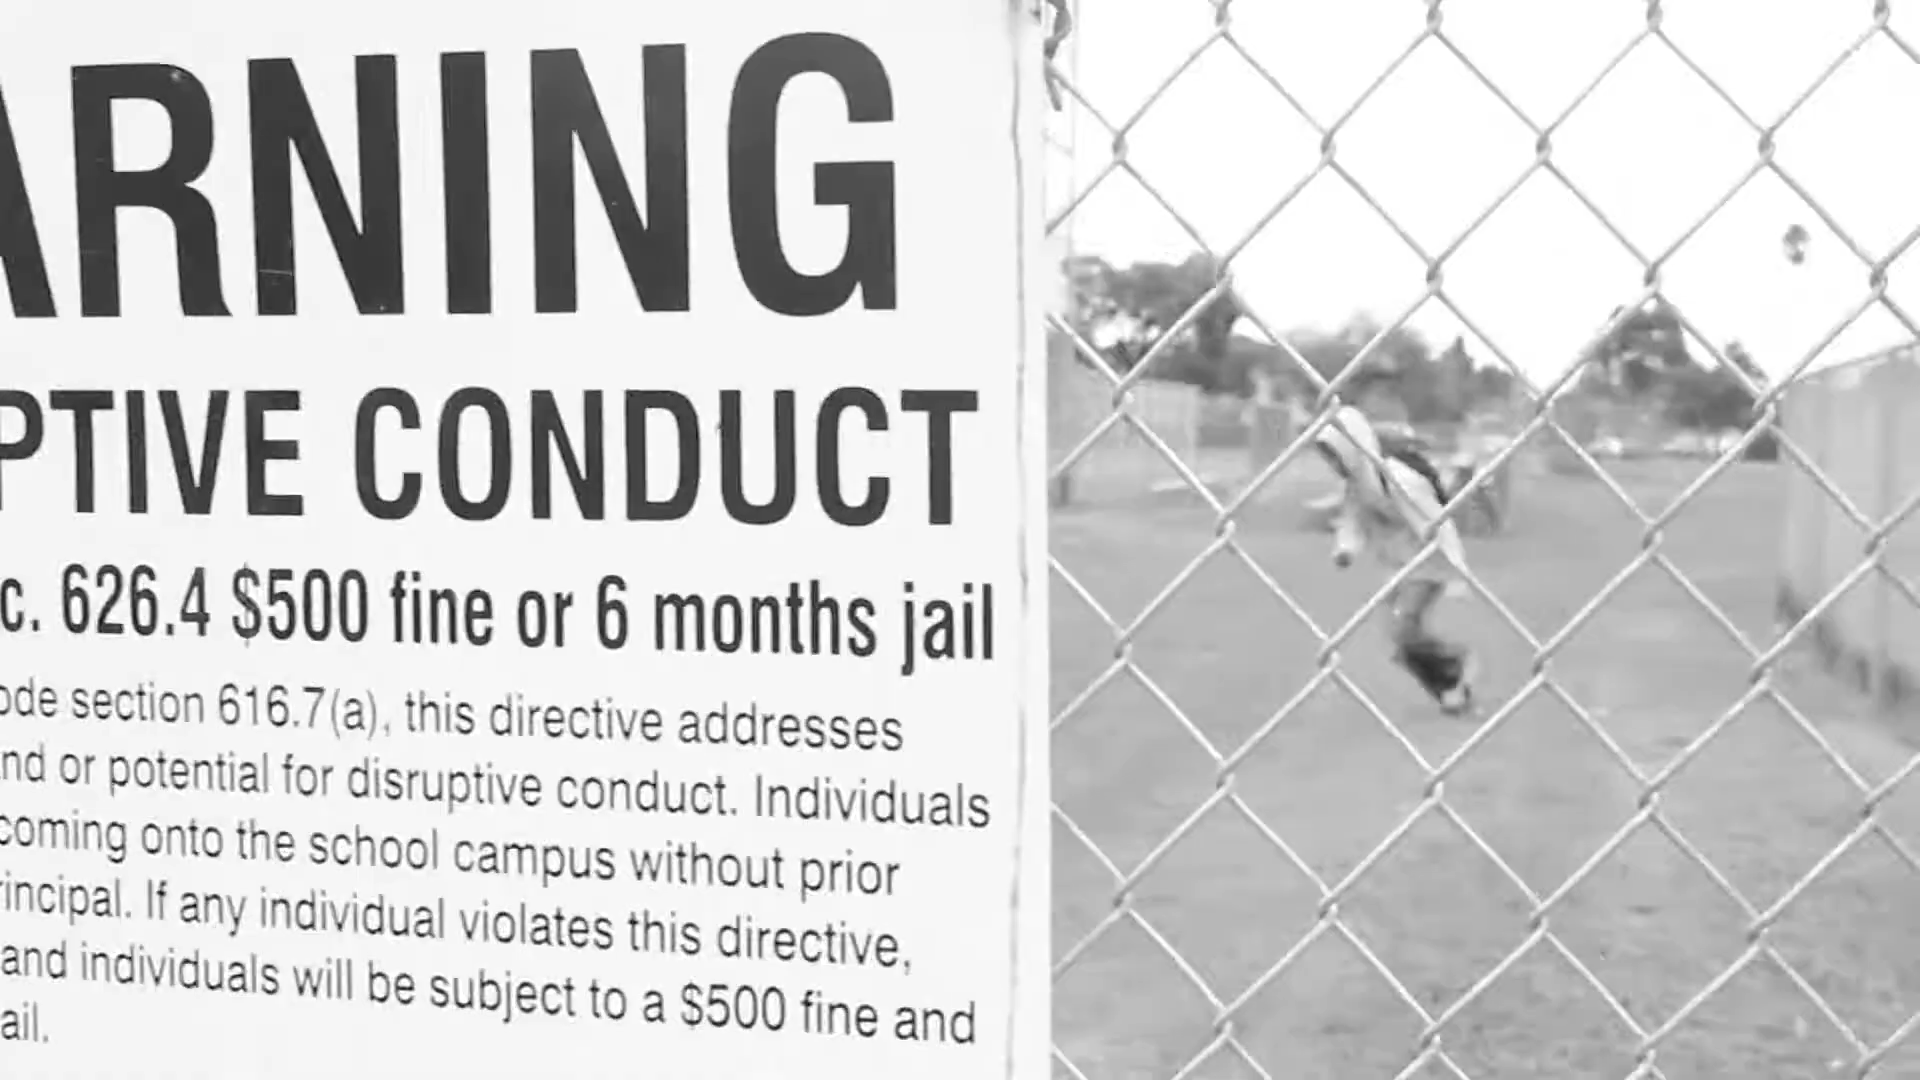 ARNING
PTIVE CONDUCT
c. 626.4 $500 fine or 6 months jail
ode section 616.7(a), this directive addresses
nd or potential for disruptive conduct. Individuals
coming onto the school campus without prior
rincipal. If any individual violates this directive,
and individuals will be subject to a $500 fine and
ail.